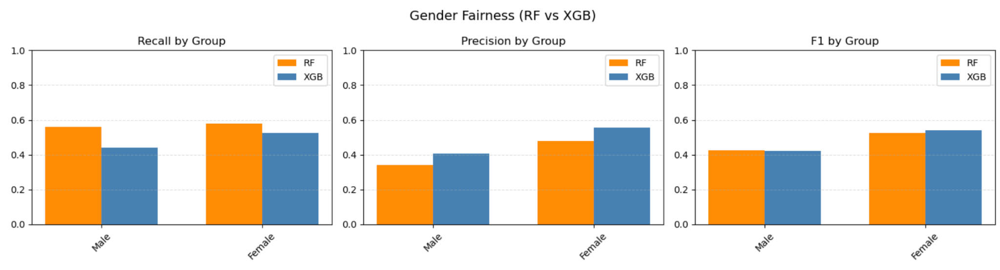 Gender Fairness (RF vs XGB)
Recall by Group
1.0
0.8
0.6
0.4
0.2
0.0
RF
XGB
Male
Female
Precision by Group
1.0
0.8
0.6
0.4
0.2
0.0
RF
XGB
Male
Female
F1 by Group
1.0
0.8
0.6
0.4
0.2
0.0
RF
XGB
Male
Female